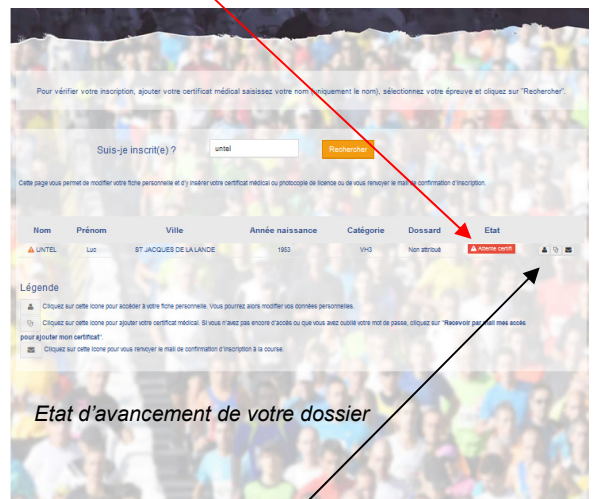 Pour vérifier votre inscription, ajouter votre certificat médical saisissez votre nom (uniquement le nom), sélectionnez votre épreuve et cliquez sur "Rechercher".
Suis-je inscrit(e) ? untel Rechercher
Cette page vous permet de modifier votre fiche personnelle et d'y insérer votre certificat médical ou photocopie de licence ou de vous renvoyer le mail de confirmation d'inscription.
Nom Prénom Ville Année naissance Catégorie Dossard Etat
UNTEL Luc ST JACQUES DE LA LANDE 1953 VH3 Non attribué Attente certifi
Légende
Cliquez sur cette icone pour accéder à votre fiche personnelle. Vous pourrez alors modifier vos données personnelles.
Cliquez sur cette icone pour ajouter votre certificat médical. Si vous n'avez pas encore d'accès ou que vous avez oublié votre mot de passe, cliquez sur "Recevoir par mail mes accès
pour ajouter mon certificat".
Cliquez sur cette icone pour vous renvoyer le mail de confirmation d'inscription à la course.
Etat d'avancement de votre dossier